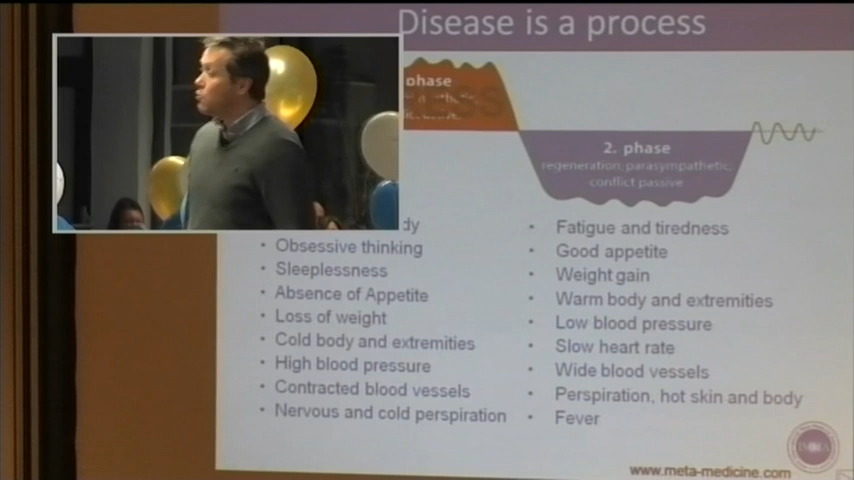 Disease is a process
phase
2. phase
regeneration, parasympathetic,
conflict passive
dy
• Obsessive thinking
• Sleeplessness
• Absence of Appetite
• Loss of weight
• Cold body and extremities
• High blood pressure
• Contracted blood vessels
• Nervous and cold perspiration
• Fatigue and tiredness
• Good appetite
• Weight gain
• Warm body and extremities
• Low blood pressure
• Slow heart rate
• Wide blood vessels
• Perspiration, hot skin and body
• Fever
www.meta-medicine.com